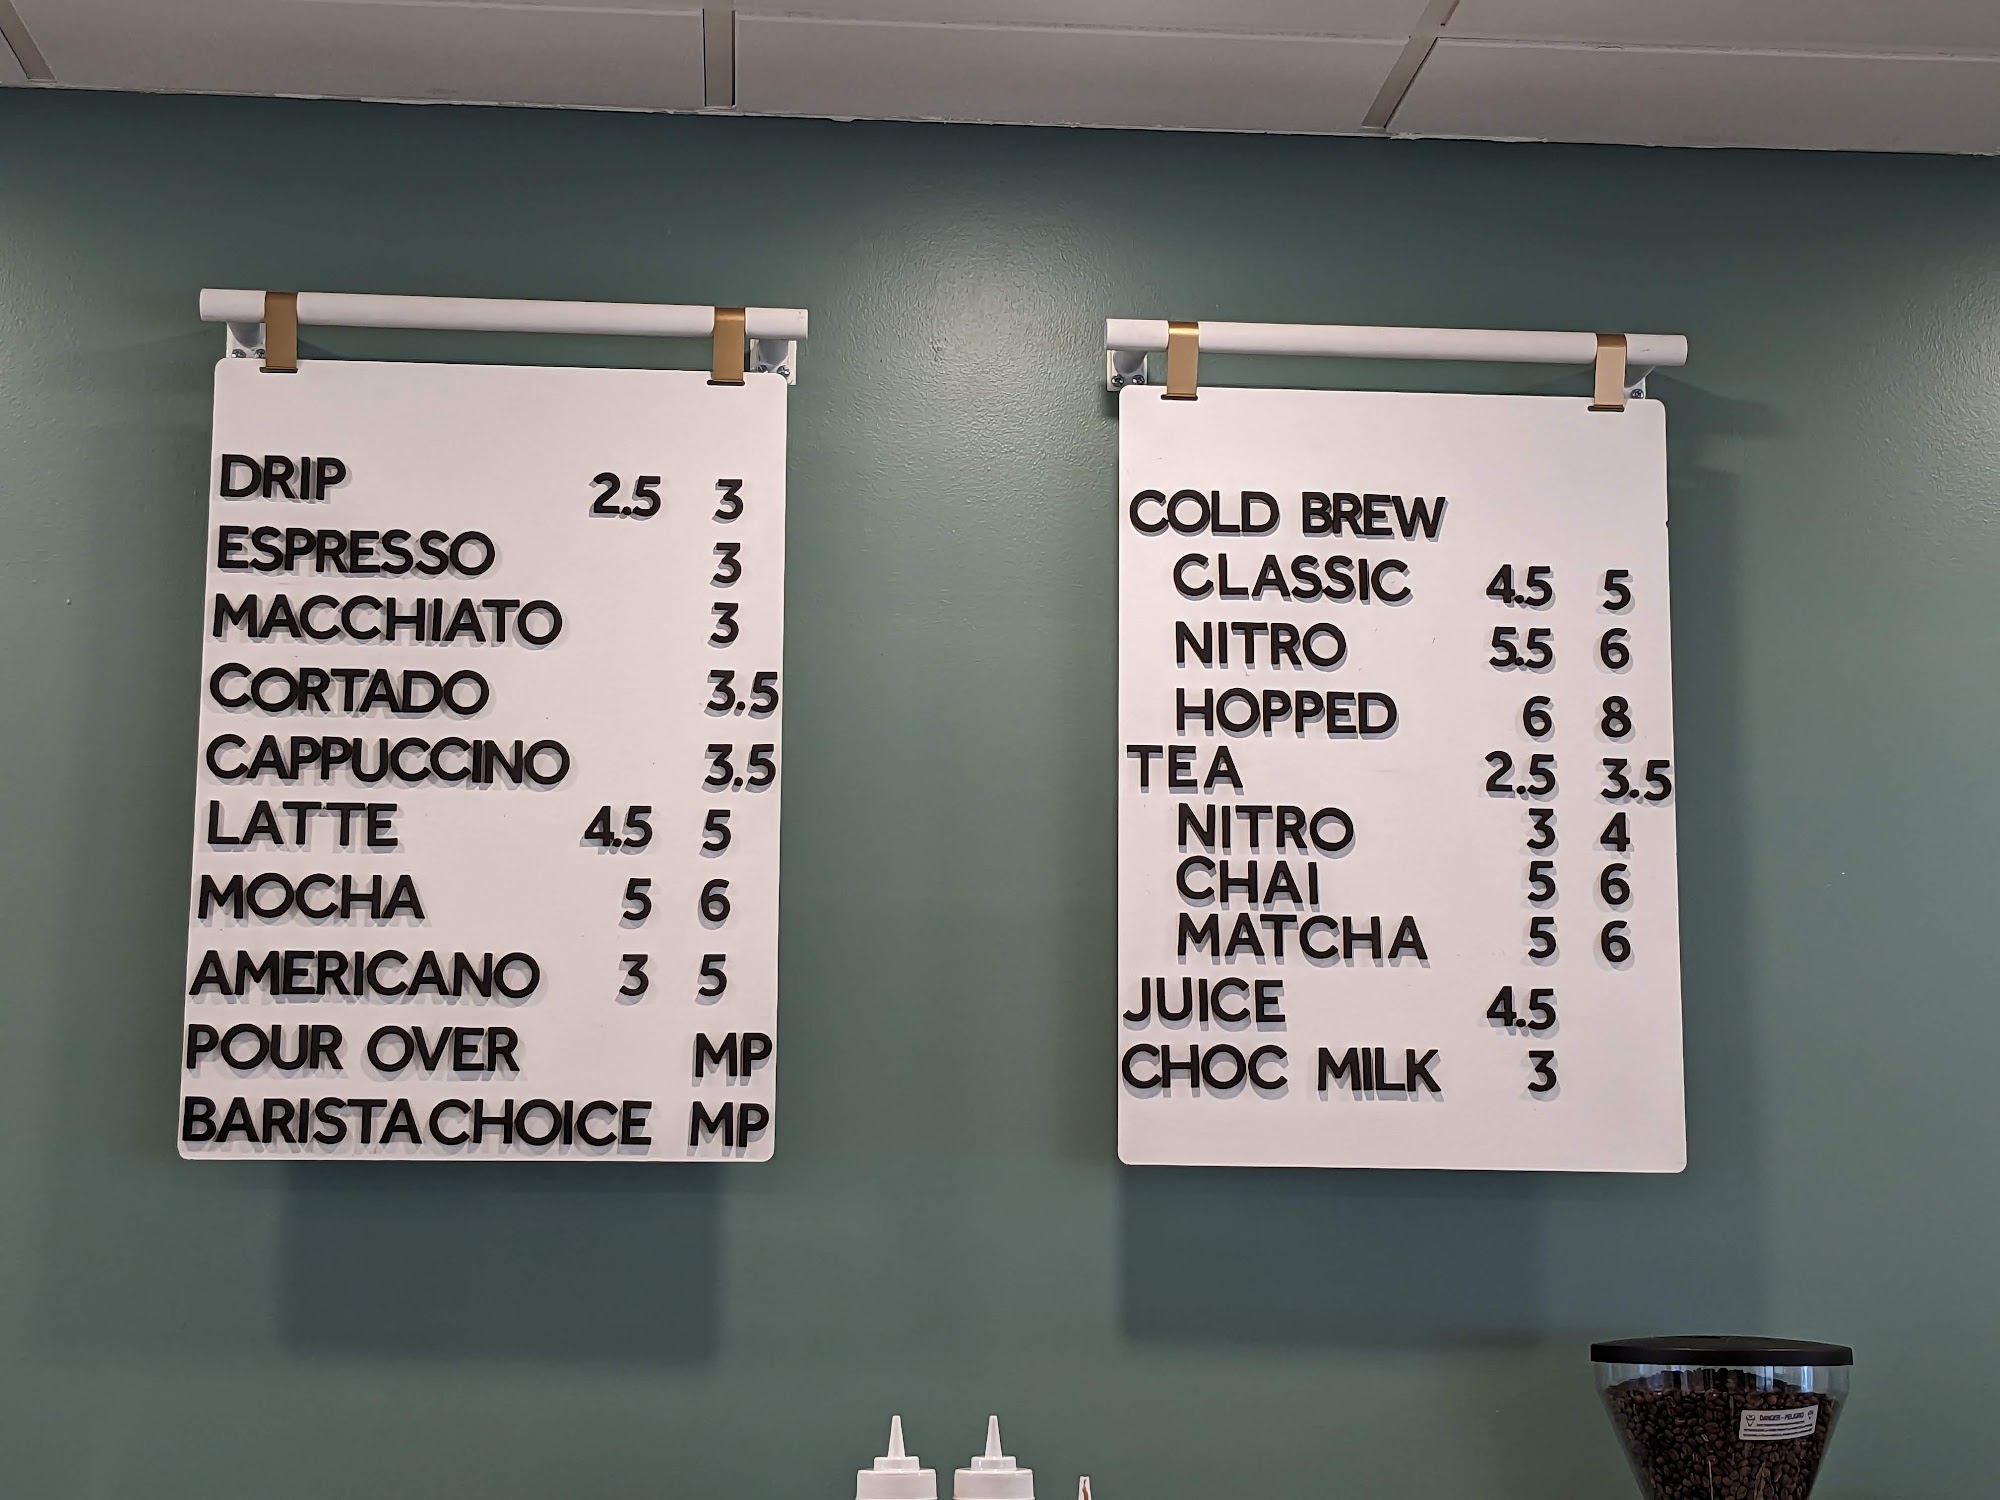 DRIP 2.5 3
ESPRESSO 3
MACCHIATO 3
CORTADO 3.5
CAPPUCCINO 3.5
LATTE 4.5 5
MOCHA 5 6
AMERICANO 3 5
POUR OVER MP
BARISTA CHOICE MP
COLD BREW
CLASSIC 4.5 5
NITRO 5.5 6
HOPPED 6 8
TEA 2.5 3.5
NITRO 3 4
CHAI 5 6
MATCHA 5 6
JUICE 4.5
CHOC MILK 3
DANGER - PELIGRO